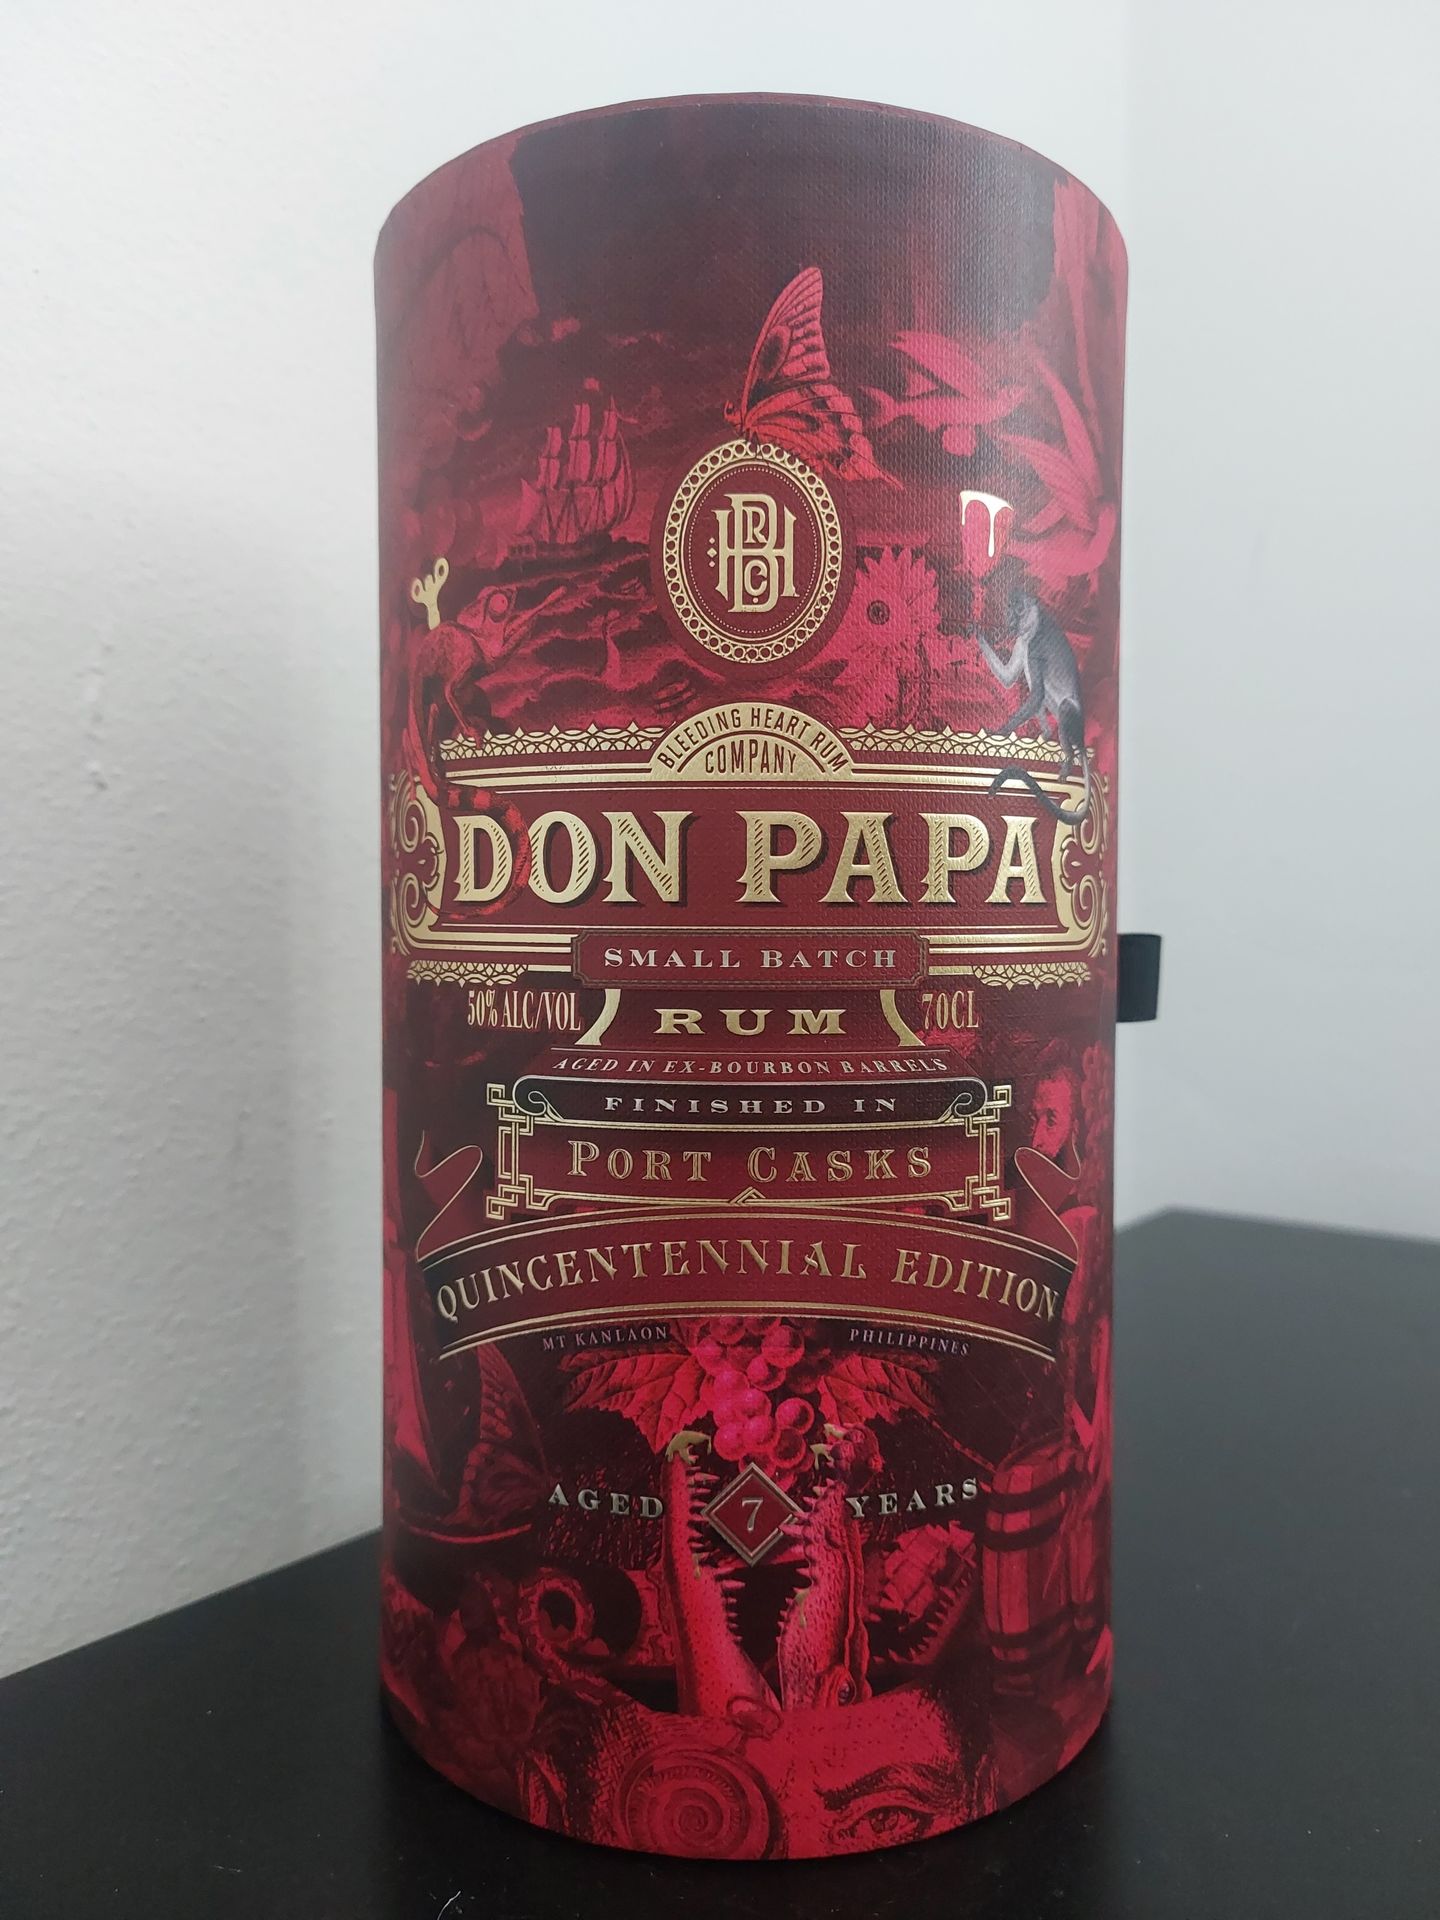 BHRC
BLEEDING HEART RUM
COMPANY
DON PAPA
SMALL BATCH
50% ALC/VOL RUM 70CL
AGED IN EX-BOURBON BARRELS
FINISHED IN
PORT CASKS
QUINCENTENNIAL EDITION
MT KANLAON PHILIPPINES
AGED 7 YEARS